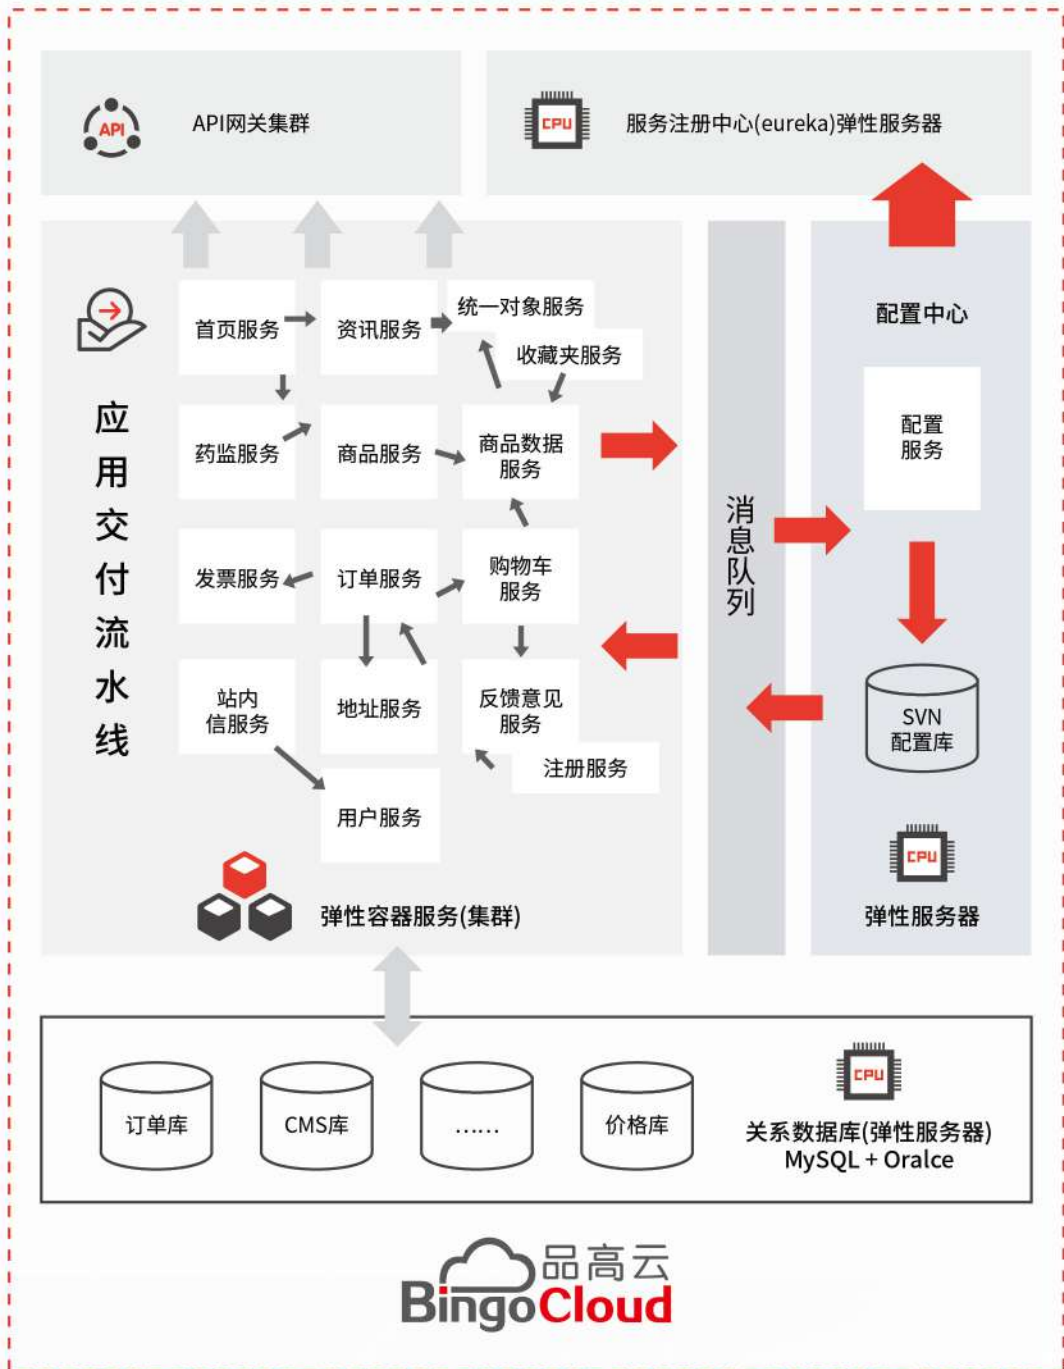 API
API网关集群
CPU
服务注册中心(eureka)弹性服务器
应用交付流水线
首页服务
资讯服务
统一对象服务
收藏夹服务
药监服务
商品服务
商品数据
服务
发票服务
订单服务
购物车
服务
站内
信服务
地址服务
反馈意见
服务
注册服务
用户服务
弹性容器服务(集群)
消息队列
配置中心
配置
服务
SVN
配置库
CPU
弹性服务器
订单库
CMS库
......
价格库
CPU
关系数据库(弹性服务器)
MySQL + Oralce
品高云
BingoCloud